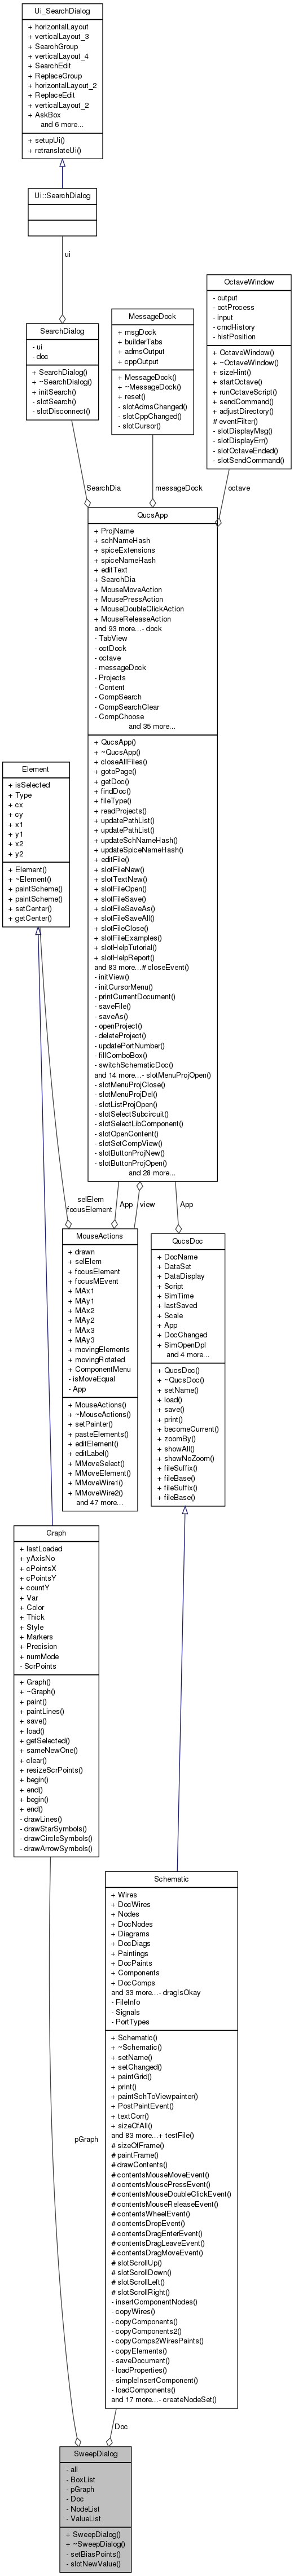 Ui_SearchDialog
+ horizontalLayout
+ verticalLayout_3
+ SearchGroup
+ verticalLayout_4
+ SearchEdit
+ ReplaceGroup
+ horizontalLayout_2
+ ReplaceEdit
+ verticalLayout_2
+ AskBox
and 6 more...
+ setupUi()
+ retranslateUi()
Ui::SearchDialog
ui
SearchDialog
- ui
- doc
+ SearchDialog()
+ ~SearchDialog()
+ initSearch()
- slotSearch()
- slotDisconnect()
MessageDock
+ msgDock
+ builderTabs
+ admsOutput
+ cppOutput
+ MessageDock()
+ ~MessageDock()
+ reset()
- slotAdmsChanged()
- slotCppChanged()
- slotCursor()
OctaveWindow
- output
- octProcess
- input
- cmdHistory
- histPosition
+ OctaveWindow()
+ ~OctaveWindow()
+ sizeHint()
+ startOctave()
+ runOctaveScript()
+ sendCommand()
+ adjustDirectory()
# eventFilter()
- slotDisplayMsg()
- slotDisplayErr()
- slotOctaveEnded()
- slotSendCommand()
SearchDia
messageDock
octave
QucsApp
+ ProjName
+ schNameHash
+ spiceExtensions
+ spiceNameHash
+ editText
+ SearchDia
+ MouseMoveAction
+ MousePressAction
+ MouseDoubleClickAction
+ MouseReleaseAction
and 93 more...- dock
- TabView
- octDock
- octave
- messageDock
- Projects
- Content
- CompSearch
- CompSearchClear
- CompChoose
and 35 more...
+ QucsApp()
+ ~QucsApp()
+ closeAllFiles()
+ gotoPage()
+ getDoc()
+ findDoc()
+ fileType()
+ readProjects()
+ updatePathList()
+ updatePathList()
+ updateSchNameHash()
+ updateSpiceNameHash()
+ editFile()
+ slotFileNew()
+ slotTextNew()
+ slotFileOpen()
+ slotFileSave()
+ slotFileSaveAs()
+ slotFileSaveAll()
+ slotFileClose()
+ slotFileExamples()
+ slotHelpTutorial()
+ slotHelpReport()
and 83 more...# closeEvent()
- initView()
- initCursorMenu()
- printCurrentDocument()
- saveFile()
- saveAs()
- openProject()
- deleteProject()
- updatePortNumber()
- fillComboBox()
- switchSchematicDoc()
and 14 more...- slotMenuProjOpen()
- slotMenuProjClose()
- slotMenuProjDel()
- slotListProjOpen()
- slotSelectSubcircuit()
- slotSelectLibComponent()
- slotOpenContent()
- slotSetCompView()
- slotButtonProjNew()
- slotButtonProjOpen()
and 28 more...
Element
+ isSelected
+ Type
+ cx
+ cy
+ x1
+ y1
+ x2
+ y2
+ Element()
+ ~Element()
+ paintScheme()
+ paintScheme()
+ setCenter()
+ getCenter()
selElem
focusElement
App
view
App
MouseActions
+ drawn
+ selElem
+ focusElement
+ focusMEvent
+ MAx1
+ MAy1
+ MAx2
+ MAy2
+ MAx3
+ MAy3
+ movingElements
+ movingRotated
+ ComponentMenu
- isMoveEqual
- App
+ MouseActions()
+ ~MouseActions()
+ setPainter()
+ pasteElements()
+ editElement()
+ editLabel()
+ MMoveSelect()
+ MMoveElement()
+ MMoveWire1()
+ MMoveWire2()
and 47 more...
QucsDoc
+ DocName
+ DataSet
+ DataDisplay
+ Script
+ SimTime
+ lastSaved
+ Scale
+ App
+ DocChanged
+ SimOpenDpl
and 4 more...
+ QucsDoc()
+ ~QucsDoc()
+ setName()
+ load()
+ save()
+ print()
+ becomeCurrent()
+ zoomBy()
+ showAll()
+ showNoZoom()
+ fileSuffix()
+ fileBase()
+ fileSuffix()
+ fileBase()
Graph
+ lastLoaded
+ yAxisNo
+ cPointsX
+ cPointsY
+ countY
+ Var
+ Color
+ Thick
+ Style
+ Markers
+ Precision
+ numMode
- ScrPoints
+ Graph()
+ ~Graph()
+ paint()
+ paintLines()
+ save()
+ load()
+ getSelected()
+ sameNewOne()
+ clear()
+ resizeScrPoints()
+ begin()
+ end()
+ begin()
+ end()
- drawLines()
- drawStarSymbols()
- drawCircleSymbols()
- drawArrowSymbols()
Schematic
+ Wires
+ DocWires
+ Nodes
+ DocNodes
+ Diagrams
+ DocDiags
+ Paintings
+ DocPaints
+ Components
+ DocComps
and 33 more...- dragIsOkay
- FileInfo
- Signals
- PortTypes
+ Schematic()
+ ~Schematic()
+ setName()
+ setChanged()
+ paintGrid()
+ print()
+ paintSchToViewpainter()
+ PostPaintEvent()
+ textCorr()
+ sizeOfAll()
and 83 more...+ testFile()
# sizeOfFrame()
# paintFrame()
# drawContents()
# contentsMouseMoveEvent()
# contentsMousePressEvent()
# contentsMouseDoubleClickEvent()
# contentsMouseReleaseEvent()
# contentsWheelEvent()
# contentsDropEvent()
# contentsDragEnterEvent()
# contentsDragLeaveEvent()
# contentsDragMoveEvent()
# slotScrollUp()
# slotScrollDown()
# slotScrollLeft()
# slotScrollRight()
- insertComponentNodes()
- copyWires()
- copyComponents()
- copyComponents2()
- copyComps2WiresPaints()
- copyElements()
- saveDocument()
- loadProperties()
- simpleInsertComponent()
- loadComponents()
and 17 more...- createNodeSet()
pGraph
Doc
SweepDialog
- all
- BoxList
- pGraph
- Doc
- NodeList
- ValueList
+ SweepDialog()
+ ~SweepDialog()
- setBiasPoints()
- slotNewValue()